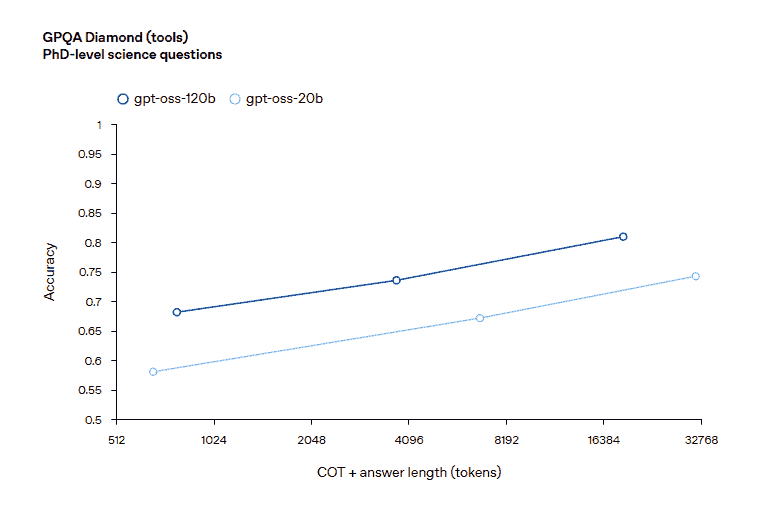 GPQA Diamond (tools)
PhD-level science questions
gpt-oss-120b gpt-oss-20b
1
0.95
0.9
0.85
0.8
0.75
0.7
0.65
0.6
0.55
0.5
Accuracy
512 1024 2048 4096 8192 16384 32768
COT + answer length (tokens)